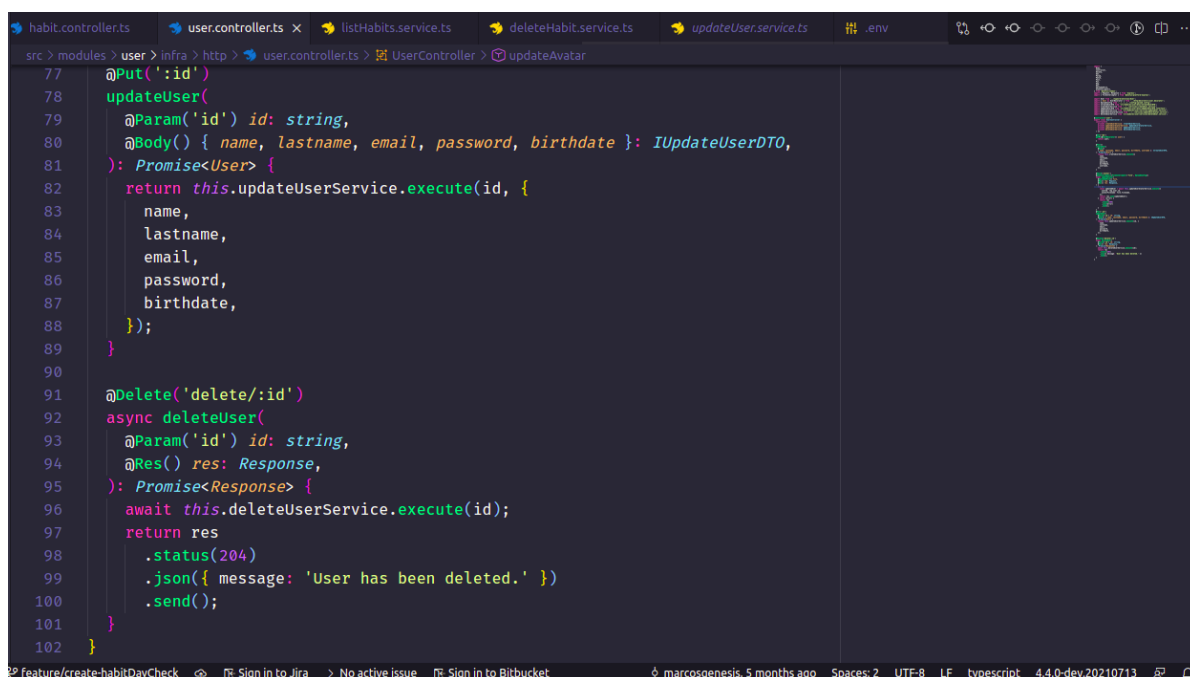 habit.controller.ts user.controller.ts × listHabits.service.ts deleteHabit.service.ts updateUser.service.ts .env
src > modules > user > infra > http > user.controller.ts > UserController > updateAvatar
77 @Put(':id')
78 updateUser(
79 @Param('id') id: string,
80 @Body() { name, lastname, email, password, birthdate }: IUpdateUserDTO,
81 ): Promise<User> {
82 return this.updateUserService.execute(id, {
83 name,
84 lastname,
85 email,
86 password,
87 birthdate,
88 });
89 }
90
91 @Delete('delete/:id')
92 async deleteUser(
93 @Param('id') id: string,
94 @Res() res: Response,
95 ): Promise<Response> {
96 await this.deleteUserService.execute(id);
97 return res
98 .status(204)
99 .json({ message: 'User has been deleted.' })
100 .send();
101 }
102 }
feature/create-habitDayCheck Sign in to Jira > No active issue Sign in to Bitbucket marcosgenesis, 5 months ago Spaces: 2 UTF-8 LF typescript 4.4.0-dev.20210713